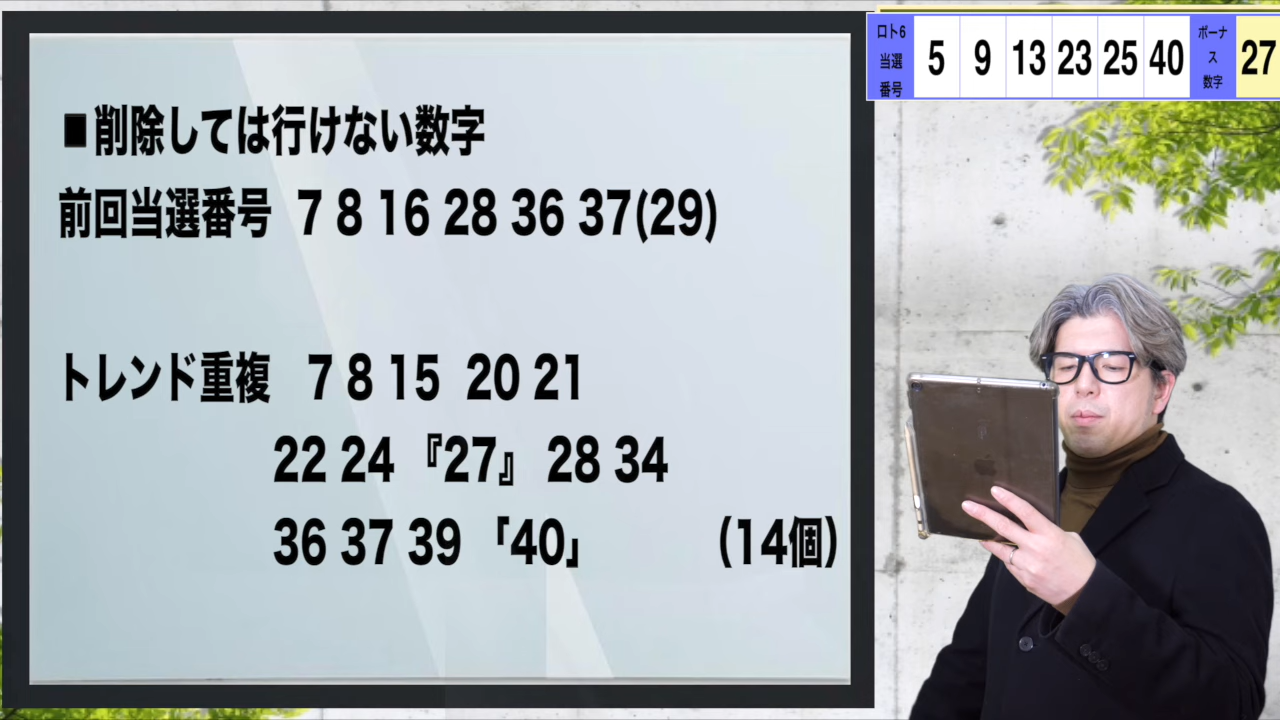 ■削除しては行けない数字
前回当選番号 7 8 16 28 36 37(29)
トレンド重複 7 8 15 20 21
22 24 『27』 28 34
36 37 39 「40」 (14個)
ロト6
当選
番号
5 9 13 23 25 40
ボーナ
ス
数字
27